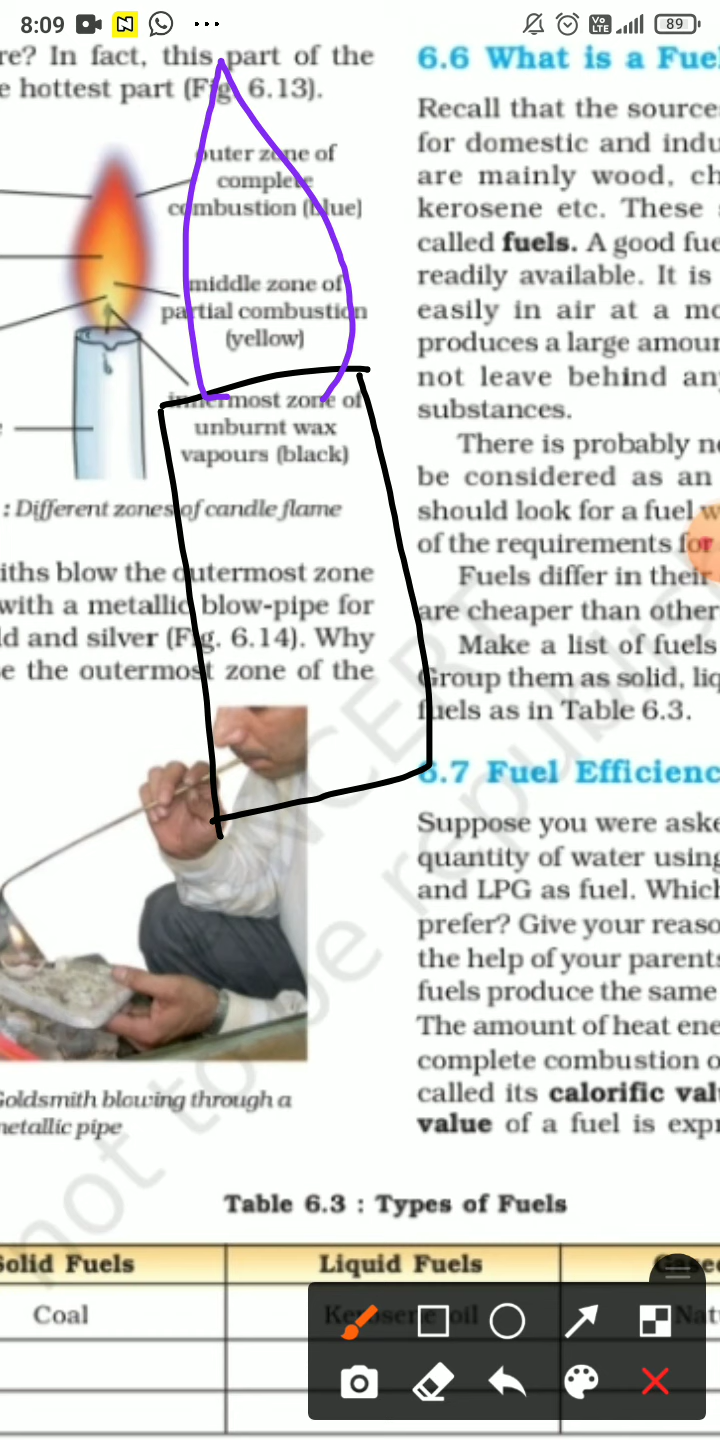 8:09
Vo LTE
89
re? In fact, this part of the
e hottest part (Fig. 6.13).
outer zone of
complete
combustion (blue)
middle zone of
partial combustion
(yellow)
innermost zone of
unburnt wax
vapours (black)
: Different zones of candle flame
iths blow the outermost zone
with a metallic blow-pipe for
ld and silver (Fig. 6.14). Why
e the outermost zone of the
Goldsmith blowing through a
metallic pipe
6.6 What is a Fuel
Recall that the source
for domestic and indu
are mainly wood, ch
kerosene etc. These s
called fuels. A good fue
readily available. It is
easily in air at a mo
produces a large amoun
not leave behind any
substances.
There is probably no
be considered as an
should look for a fuel w
of the requirements for
Fuels differ in their
are cheaper than other
Make a list of fuels
Group them as solid, liq
fuels as in Table 6.3.
6.7 Fuel Efficienc
Suppose you were aske
quantity of water using
and LPG as fuel. Which
prefer? Give your reaso
the help of your parents
fuels produce the same
The amount of heat ene
complete combustion o
called its calorific valu
value of a fuel is expr
Table 6.3 : Types of Fuels
Solid Fuels Liquid Fuels
Coal Kerosene oil Natu
not to be republished
NCERT